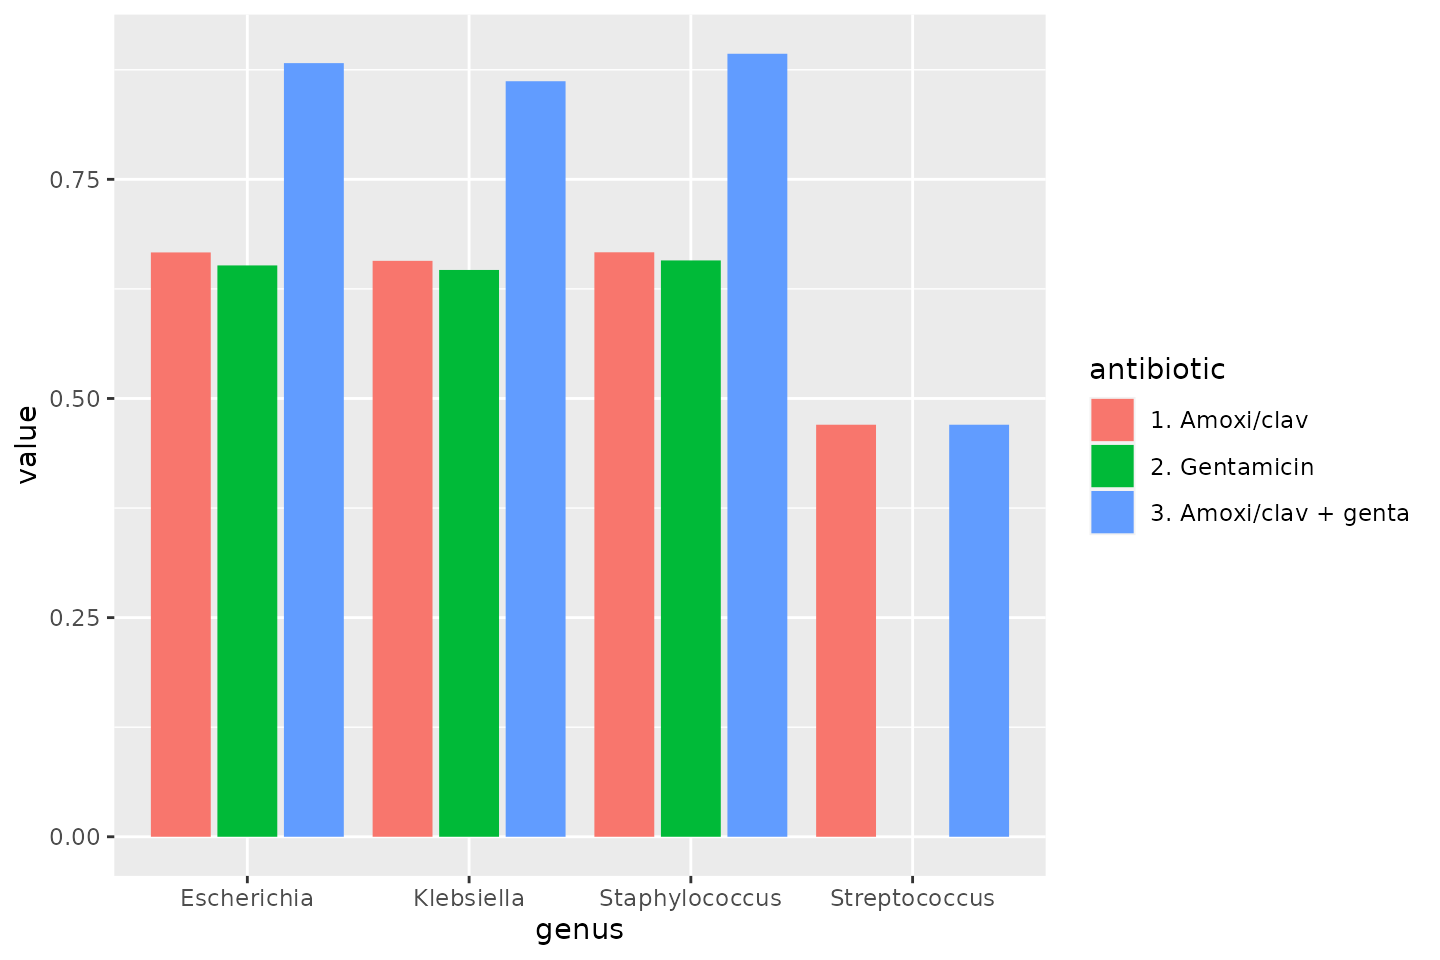 value
0.75
0.50
0.25
0.00
Escherichia Klebsiella Staphylococcus Streptococcus
genus
antibiotic
1. Amoxi/clav
2. Gentamicin
3. Amoxi/clav + genta